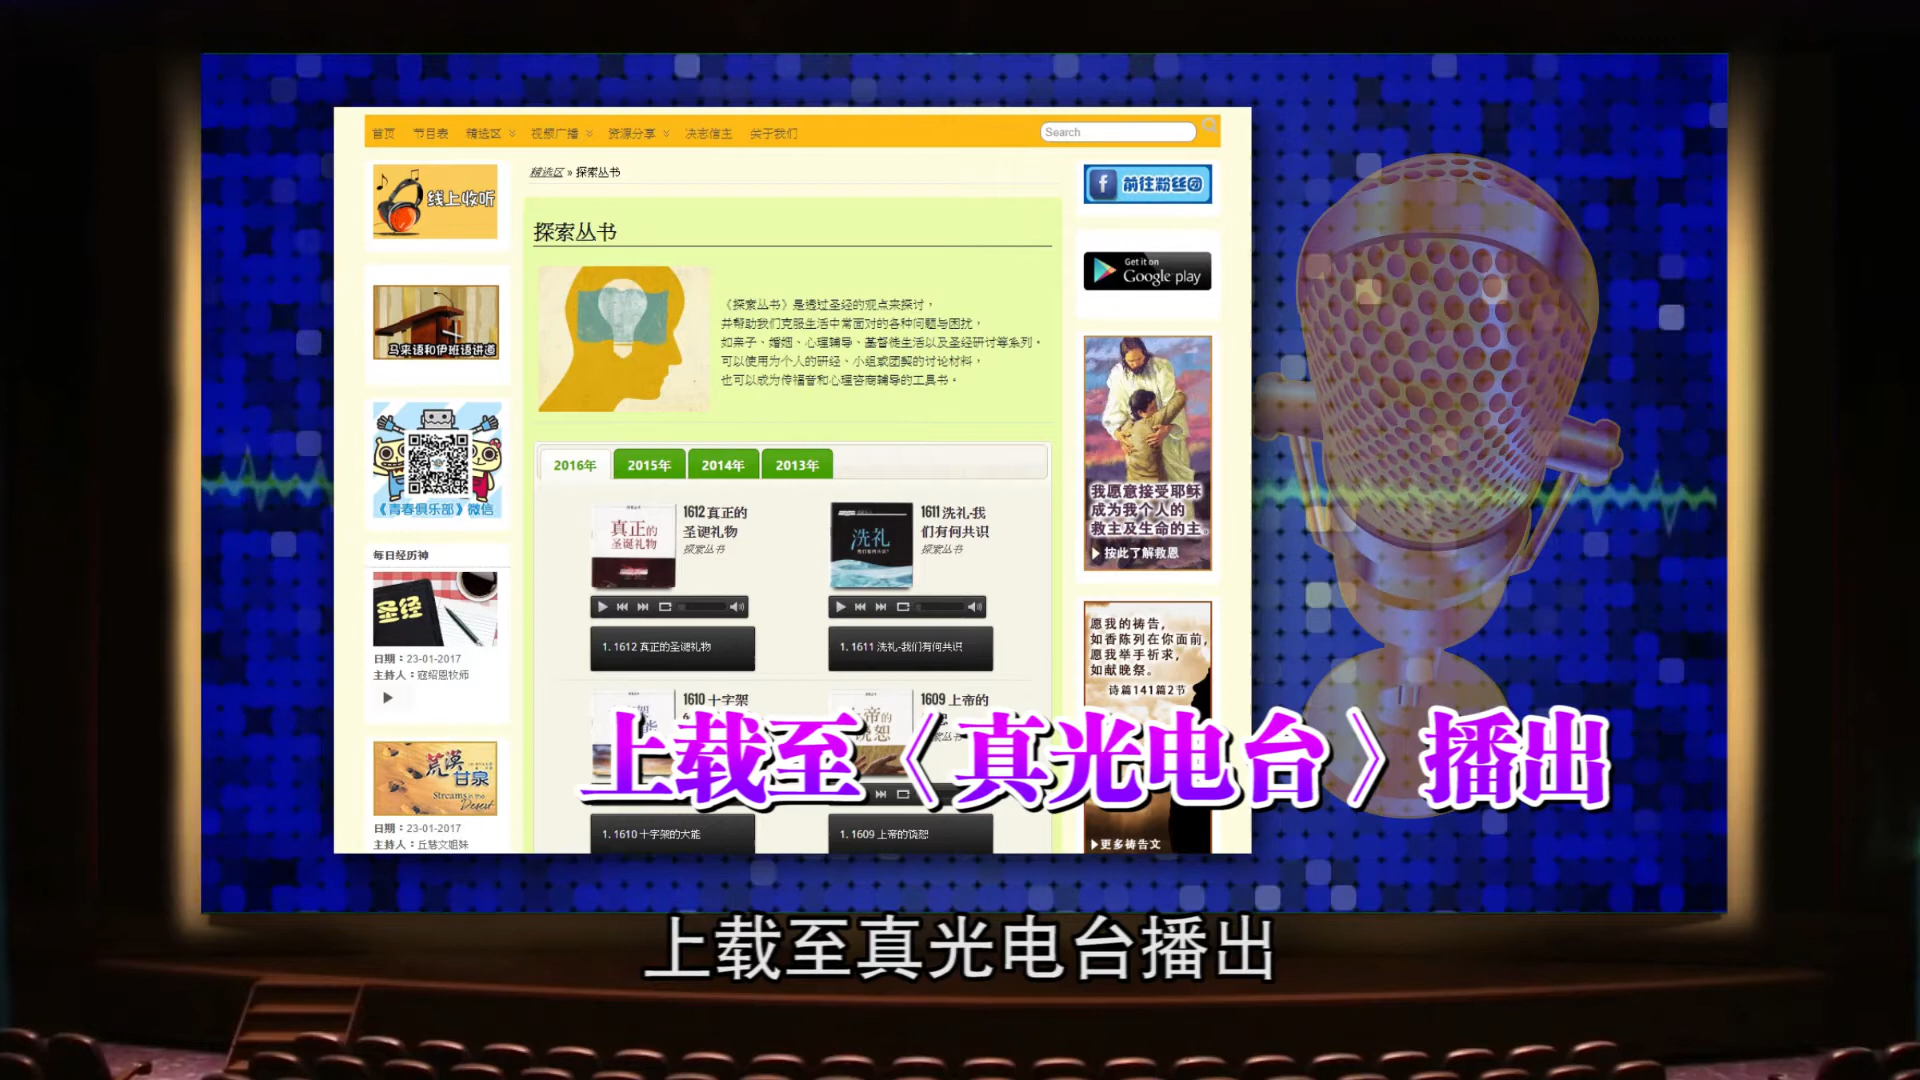 首页 节目表 精选区 视频广播 资源分享 决志信主 关于我们
Search
线上收听
马来语和伊班语讲道
《青春俱乐部》微信
每日经历神
圣经
日期：23-01-2017
主持人：寇绍恩牧师
荒漠
甘泉
Streams in the
Desert
日期：23-01-2017
主持人：丘慧文姐妹
精选区 » 探索丛书
探索丛书
《探索丛书》是透过圣经的观点来探讨，
并帮助我们克服生活中常面对的各种问题与困扰，
如亲子、婚姻、心理辅导、基督徒生活以及圣经研讨等系列。
可以使用为个人的研经、小组或团契的讨论材料，
也可以成为传福音和心理咨商辅导的工具书。
2016年 2015年 2014年 2013年
真正的
圣诞礼物
1612 真正的
圣诞礼物
探索丛书
1. 1612 真正的圣诞礼物
洗礼
1611 洗礼-我
们有何共识
探索丛书
1. 1611 洗礼-我们有何共识
1610 十字架
1. 1610 十字架的大能
1609 上帝的
1. 1609 上帝的饶恕
前往粉丝团
Get it on
Google play
我愿意接受耶稣
成为我个人的
救主及生命的主。
按此了解救恩
愿我的祷告，
如香陈列在你面前，
愿我举手祈求，
如献晚祭。
诗篇141篇2节
更多祷告文
上载至〈真光电台〉播出
上载至真光电台播出